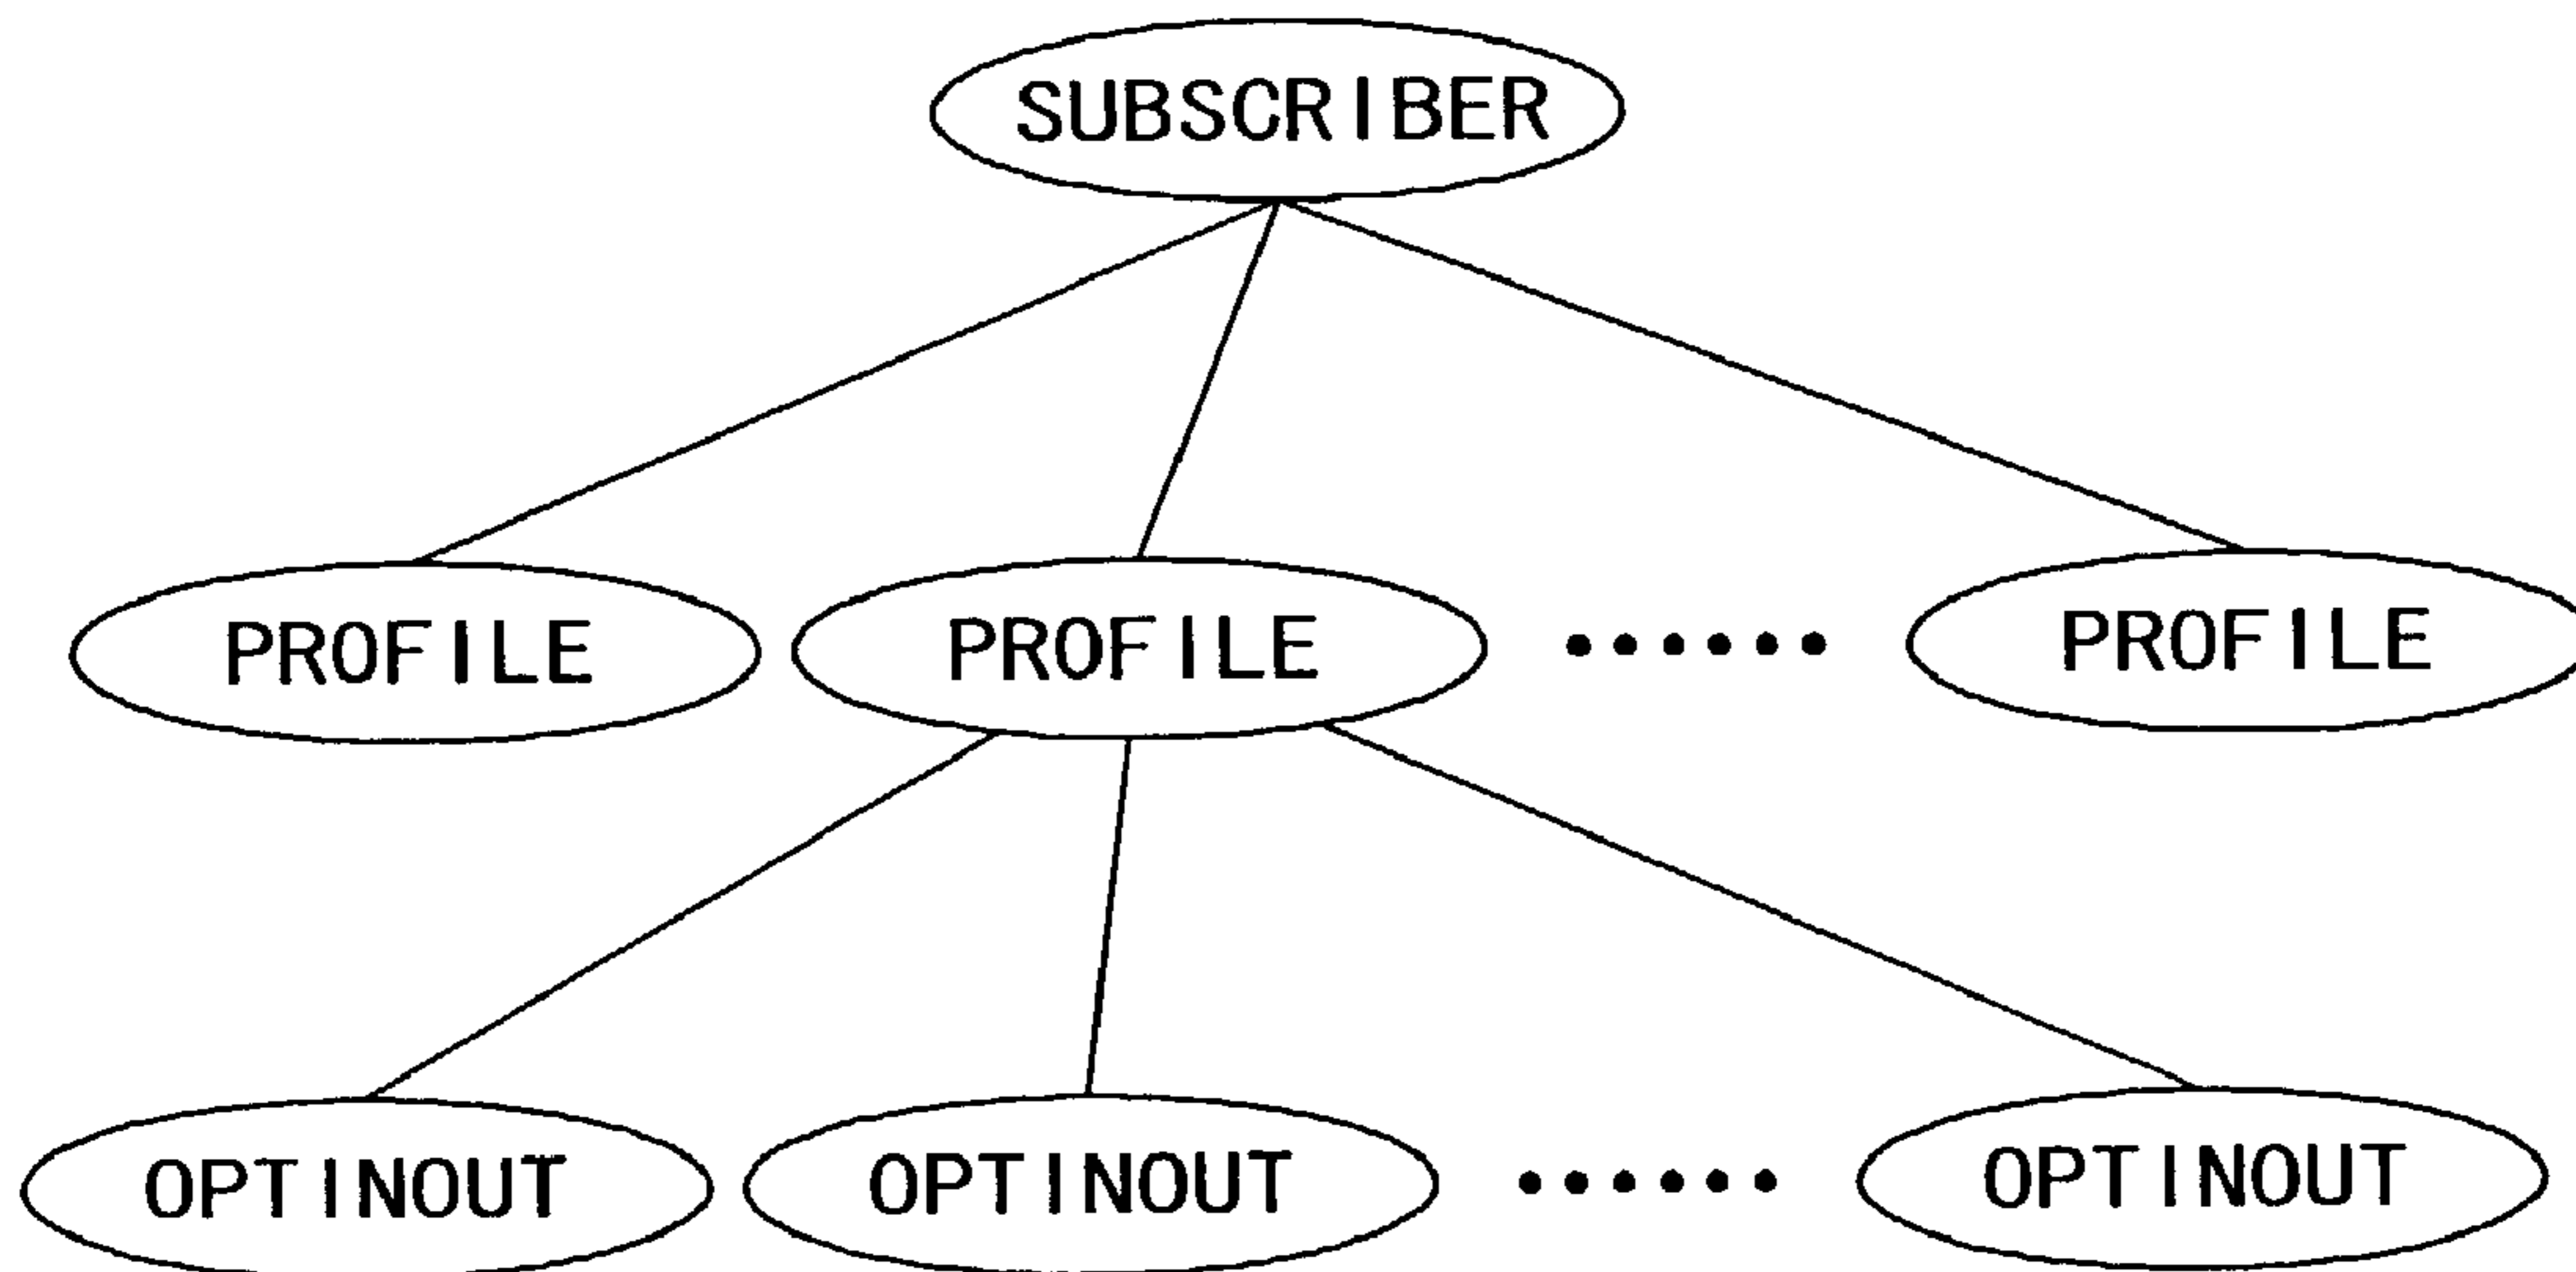 SUBSCRIBER
PROFILE PROFILE ...... PROFILE
OPTINOUT OPTINOUT ...... OPTINOUT